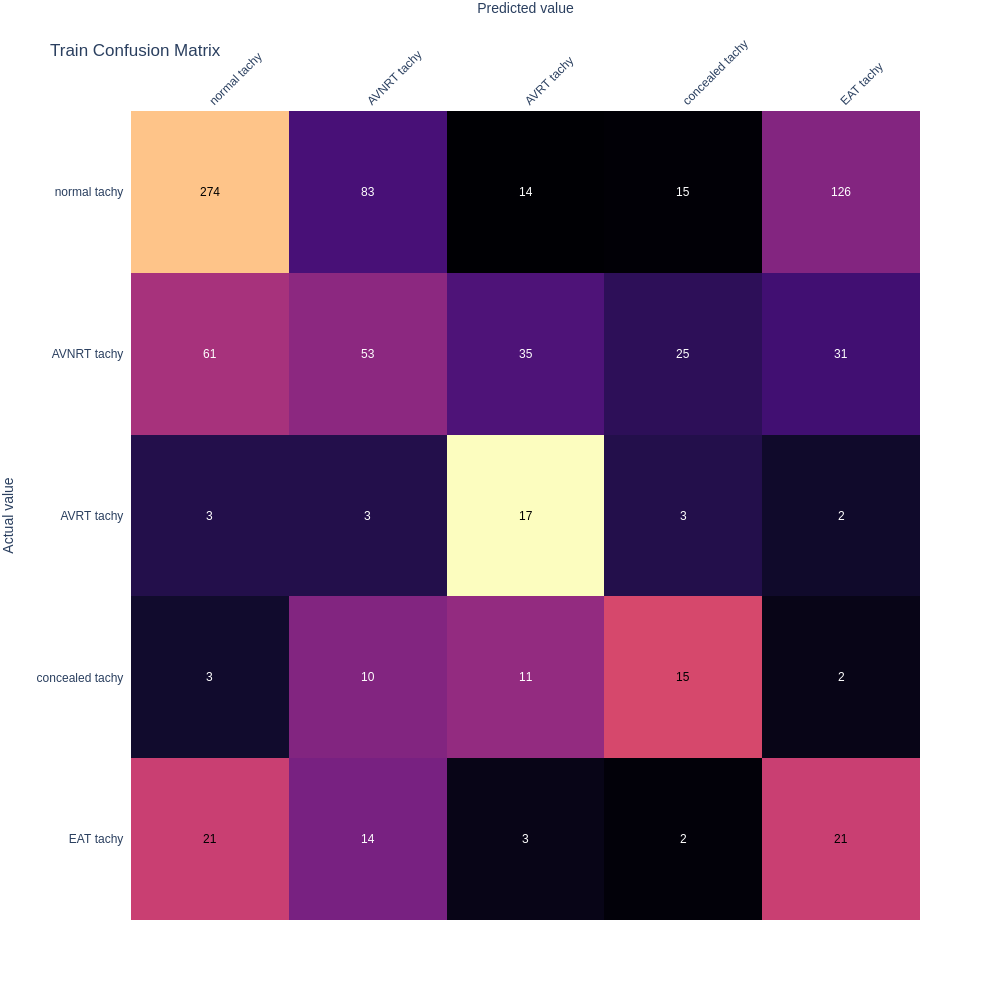 Predicted value
Train Confusion Matrix
normal tachy
AVNRT tachy
AVRT tachy
concealed tachy
EAT tachy
normal tachy
274
83
14
15
126
AVNRT tachy
61
53
35
25
31
Actual value
AVRT tachy
3
3
17
3
2
concealed tachy
3
10
11
15
2
EAT tachy
21
14
3
2
21